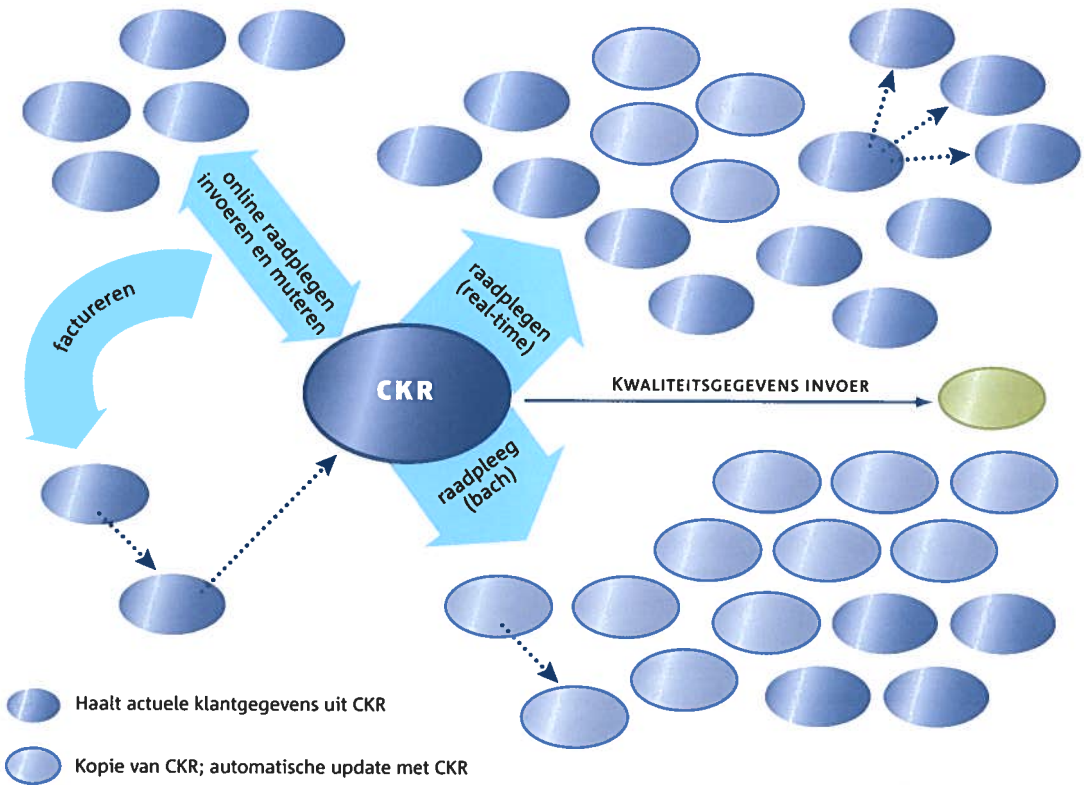 online raadplegen
invoeren en muteren
factureren
raadplegen
(real-time)
CKR
KWALITEITSGEGEVENS INVOER
raadpleeg
(bach)
Haalt actuele klantgegevens uit CKR
Kopie van CKR; automatische update met CKR